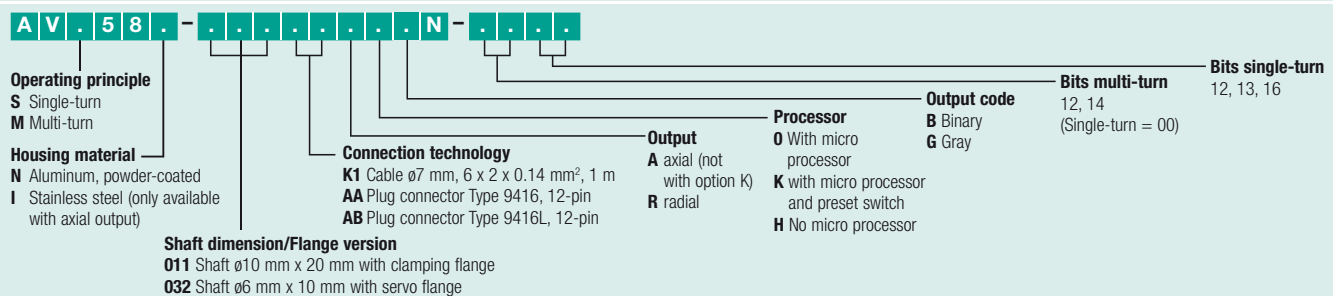 AV.58.-.......​.N-....
Operating principle
S Single-turn
M Multi-turn
Housing material
N Aluminum, powder-coated
I Stainless steel (only available
with axial output)
Shaft dimension/Flange version
011 Shaft ø10 mm x 20 mm with clamping flange
032 Shaft ø6 mm x 10 mm with servo flange
Connection technology
K1 Cable ø7 mm, 6 x 2 x 0.14 mm², 1 m
AA Plug connector Type 9416, 12-pin
AB Plug connector Type 9416L, 12-pin
Output
A axial (not
with option K)
R radial
Processor
0 With micro
processor
K with micro processor
and preset switch
H No micro processor
Output code
B Binary
G Gray
Bits multi-turn
12, 14
(Single-turn = 00)
Bits single-turn
12, 13, 16